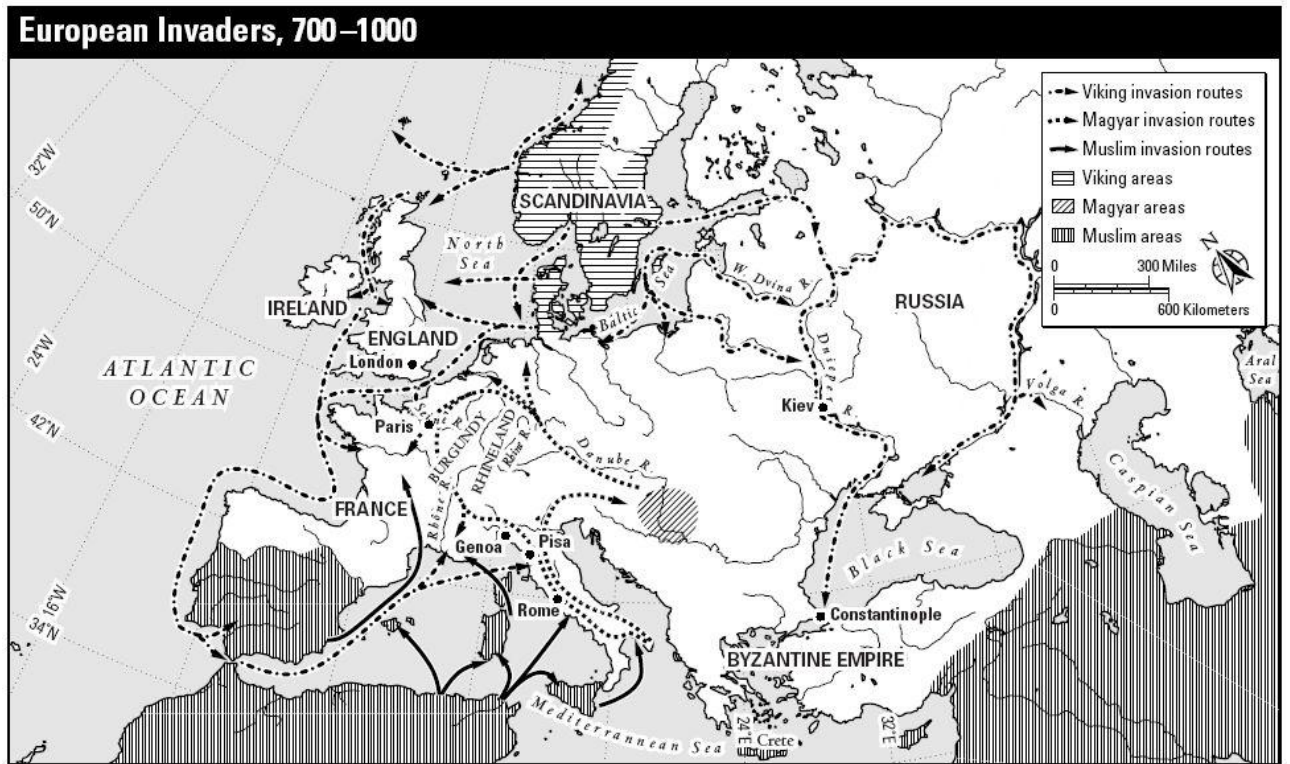 European Invaders, 700–1000
Viking invasion routes
Magyar invasion routes
Muslim invasion routes
Viking areas
Magyar areas
Muslim areas
0 300 Miles
0 600 Kilometers
N
32°W
50°N
24°W
42°N
16°W
34°N
24°E
32°E
SCANDINAVIA
North
Sea
IRELAND
ENGLAND
London
ATLANTIC
OCEAN
Baltic
Sea
W. Dvina R.
RUSSIA
Dnieper R.
Kiev
Volga R.
Aral
Sea
Caspian Sea
Seine R.
Paris
BURGUNDY
RHINELAND
Rhine R.
Danube R.
FRANCE
Rhône R.
Genoa
Pisa
Rome
Black Sea
Constantinople
BYZANTINE EMPIRE
Mediterrannean Sea
Crete